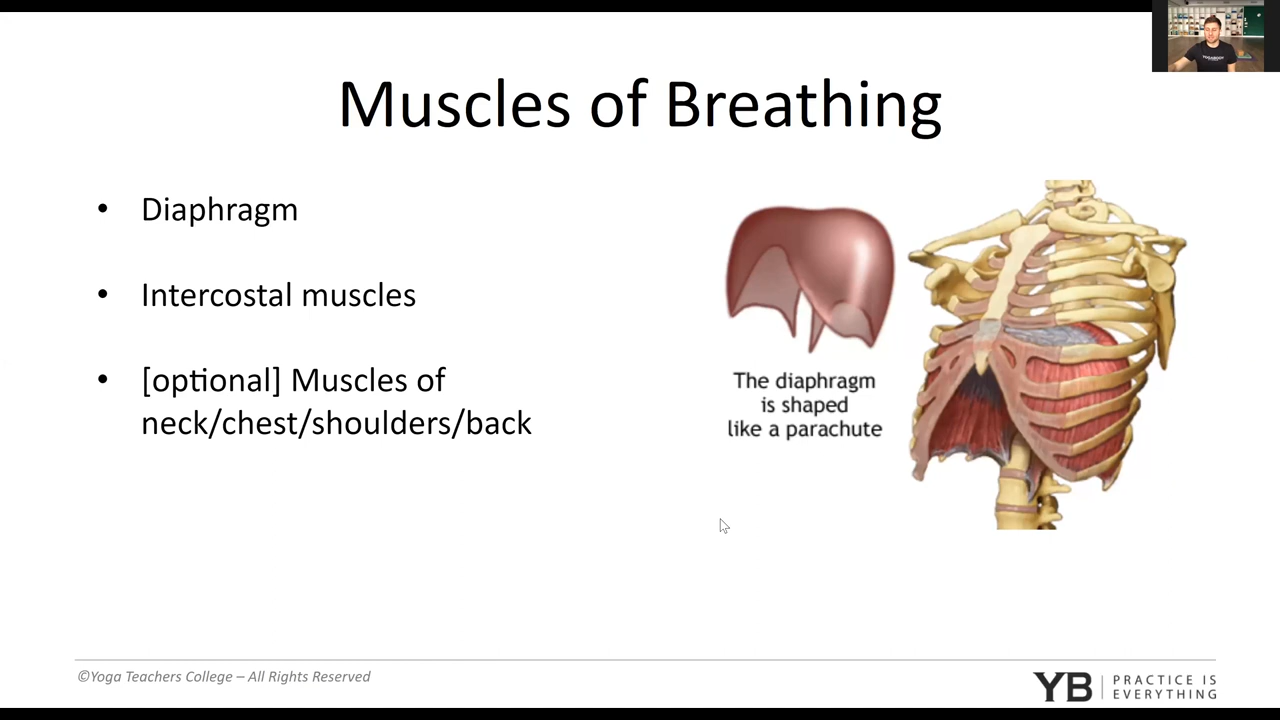 Muscles of Breathing
• Diaphragm
• Intercostal muscles
• [optional] Muscles of
neck/chest/shoulders/back
The diaphragm
is shaped
like a parachute
©Yoga Teachers College – All Rights Reserved
YB | PRACTICE IS
EVERYTHING